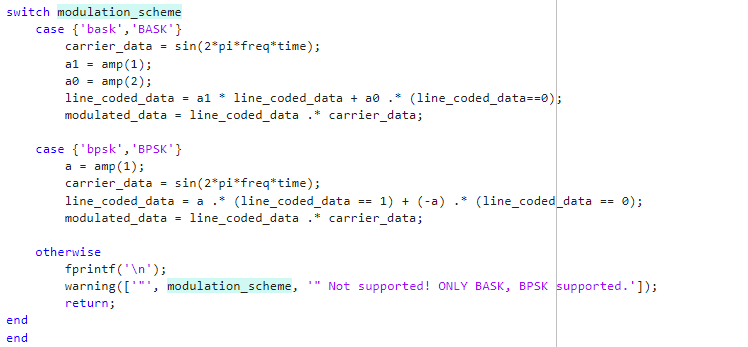 switch modulation_scheme
    case {'bask','BASK'}
        carrier_data = sin(2*pi*freq*time);
        a1 = amp(1);
        a0 = amp(2);
        line_coded_data = a1 * line_coded_data + a0 .* (line_coded_data==0);
        modulated_data = line_coded_data .* carrier_data;

    case {'bpsk','BPSK'}
        a = amp(1);
        carrier_data = sin(2*pi*freq*time);
        line_coded_data = a .* (line_coded_data == 1) + (-a) .* (line_coded_data == 0);
        modulated_data = line_coded_data .* carrier_data;

    otherwise
        fprintf('\n');
        warning(['"', modulation_scheme, '" Not supported! ONLY BASK, BPSK supported.']);
        return;
end
end